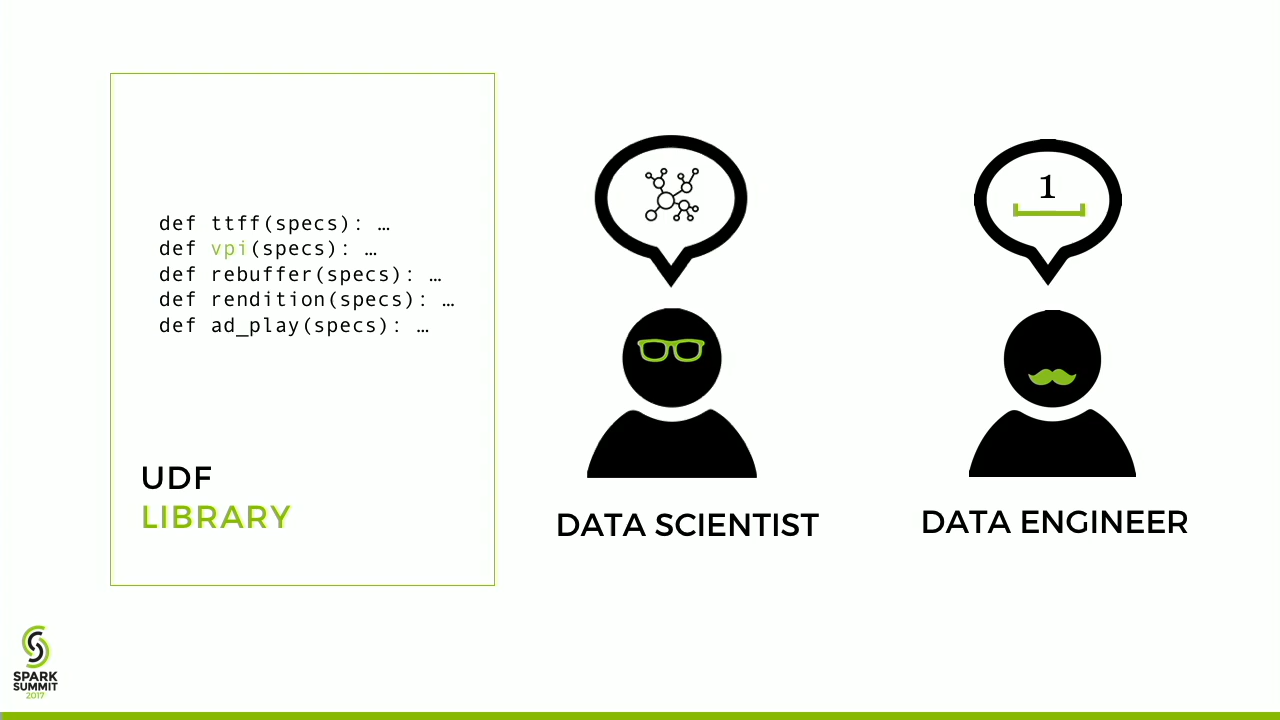 def ttff(specs): …
def vpi(specs): …
def rebuffer(specs): …
def rendition(specs): …
def ad_play(specs): …
UDF
LIBRARY
1
DATA SCIENTIST
DATA ENGINEER
SPARK
SUMMIT
2017